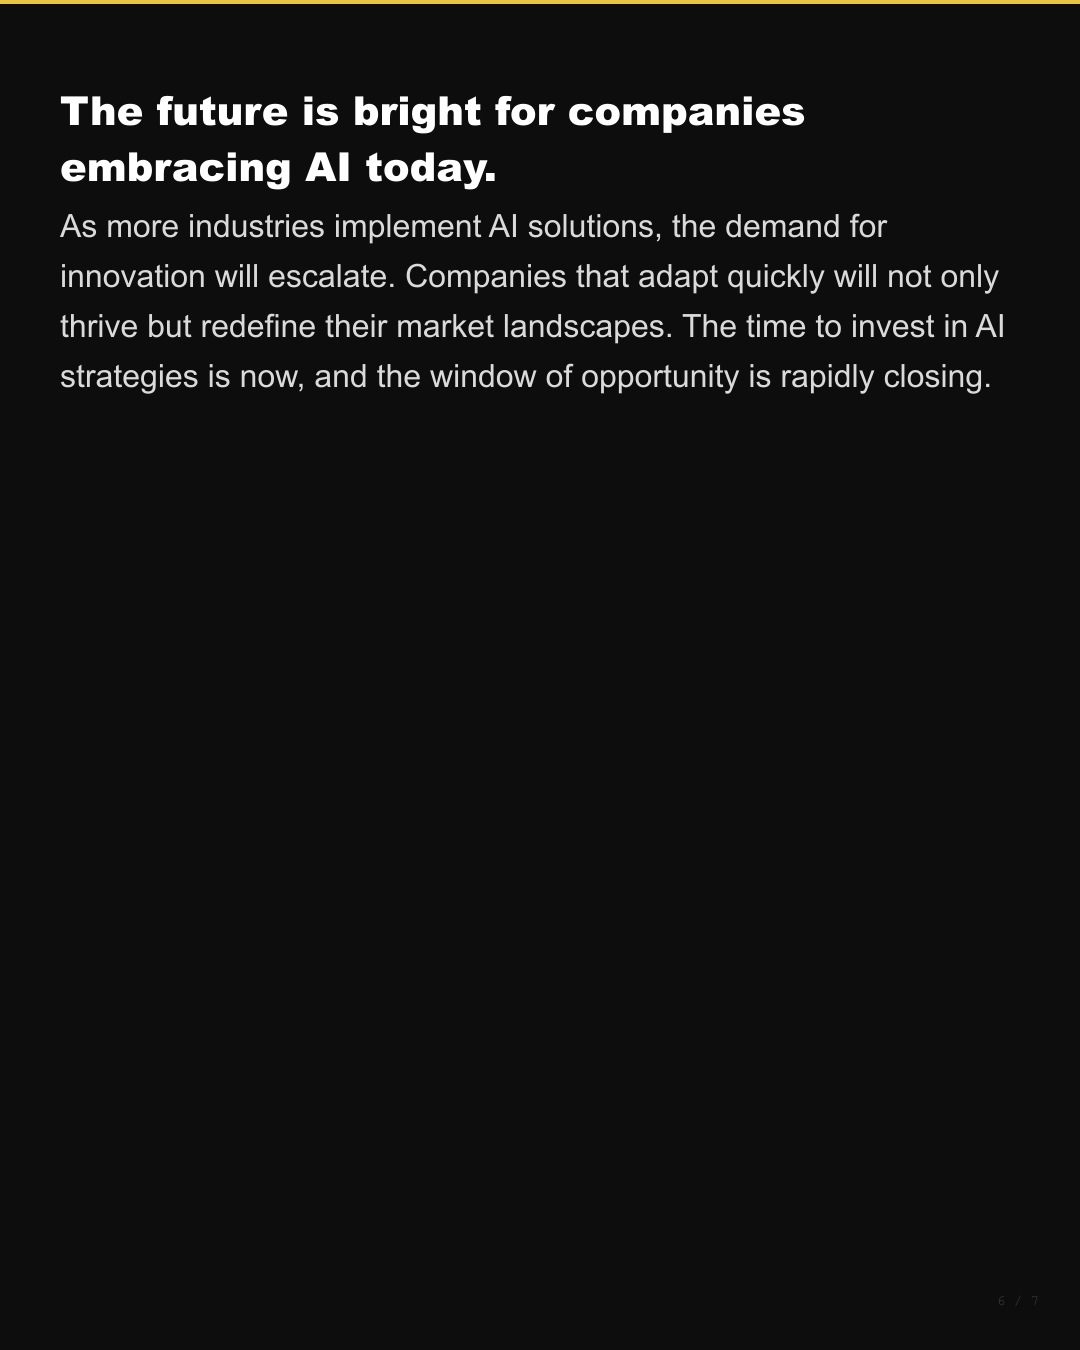 The future is bright for companies
embracing AI today.
As more industries implement AI solutions, the demand for
innovation will escalate. Companies that adapt quickly will not only
thrive but redefine their market landscapes. The time to invest in AI
strategies is now, and the window of opportunity is rapidly closing.
6 / 7